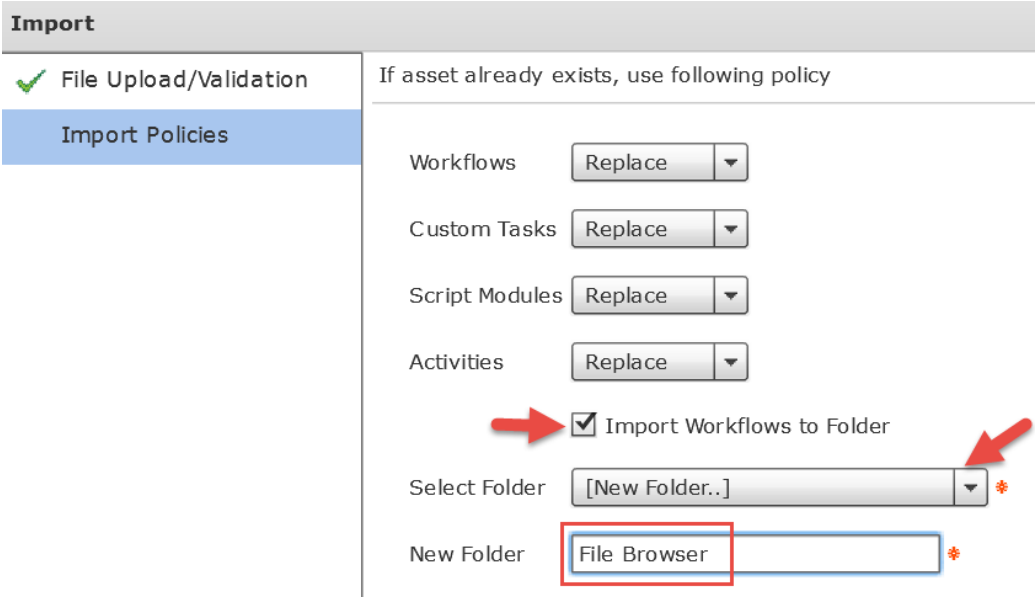 Import
File Upload/Validation
Import Policies
If asset already exists, use following policy
Workflows Replace
Custom Tasks Replace
Script Modules Replace
Activities Replace
Import Workflows to Folder
Select Folder [New Folder..] *
New Folder File Browser *